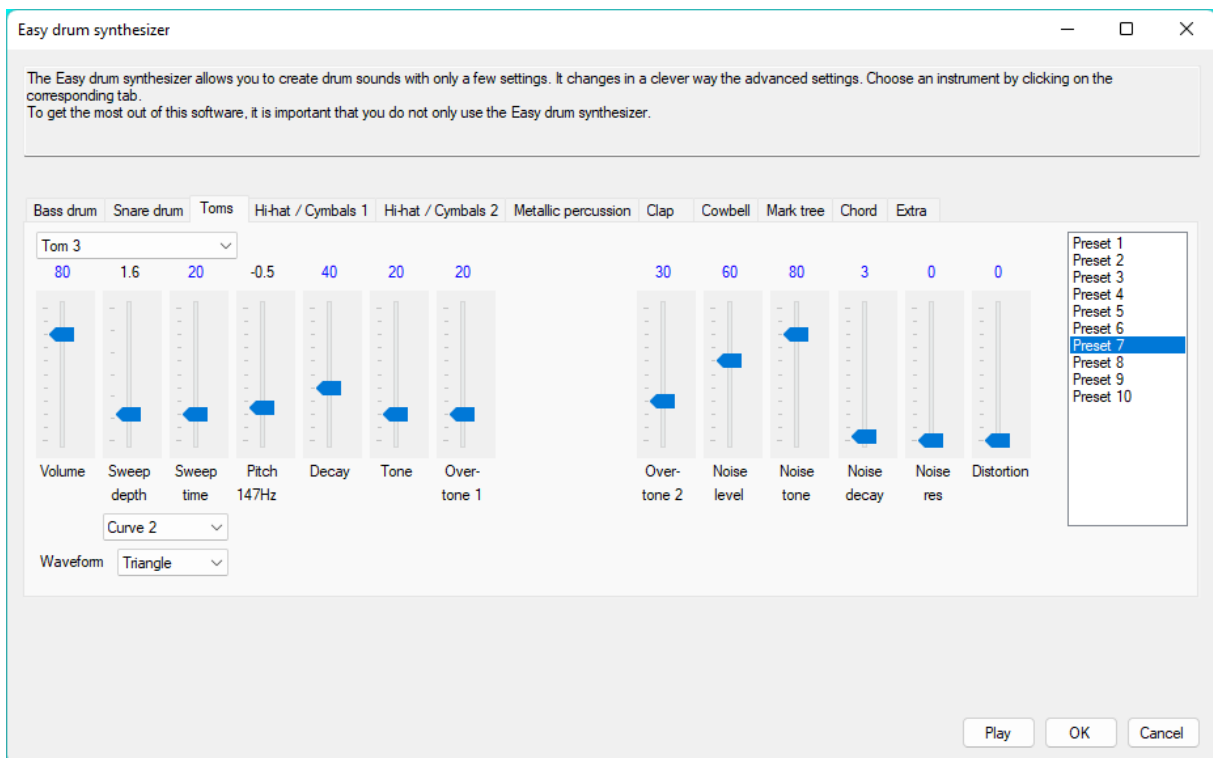 Easy drum synthesizer
The Easy drum synthesizer allows you to create drum sounds with only a few settings. It changes in a clever way the advanced settings. Choose an instrument by clicking on the
corresponding tab.
To get the most out of this software, it is important that you do not only use the Easy drum synthesizer.
Bass drum Snare drum Toms Hi-hat / Cymbals 1 Hi-hat / Cymbals 2 Metallic percussion Clap Cowbell Mark tree Chord Extra
Tom 3
80 1.6 20 -0.5 40 20 20 30 60 80 3 0 0
Volume Sweep Sweep Pitch Decay Tone Over- Over- Noise Noise Noise Noise Distortion
depth time 147Hz tone 1 tone 2 level tone decay res
Curve 2
Waveform Triangle
Preset 1
Preset 2
Preset 3
Preset 4
Preset 5
Preset 6
Preset 7
Preset 8
Preset 9
Preset 10
Play OK Cancel